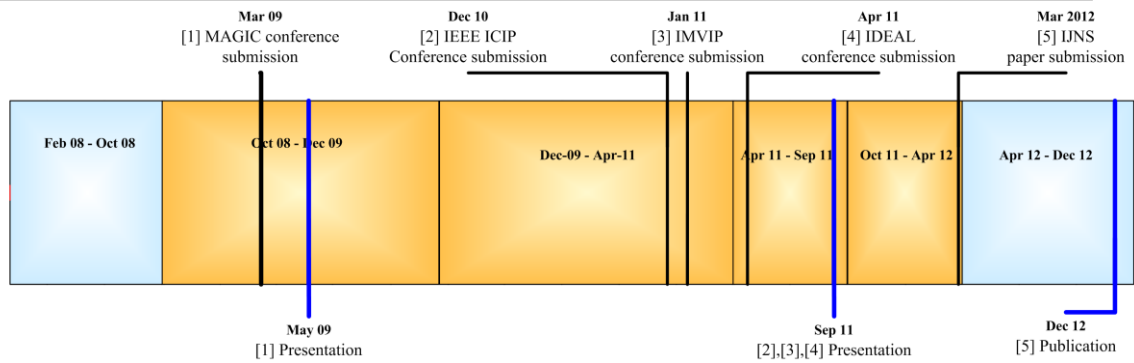 Mar 09
[1] MAGIC conference
submission
Dec 10
[2] IEEE ICIP
Conference submission
Jan 11
[3] IMVIP
conference submission
Apr 11
[4] IDEAL
conference submission
Mar 2012
[5] IJNS
paper submission
Feb 08 - Oct 08
Oct 08 - Dec 09
Dec-09 - Apr-11
Apr 11 - Sep 11
Oct 11 - Apr 12
Apr 12 - Dec 12
May 09
[1] Presentation
Sep 11
[2],[3],[4] Presentation
Dec 12
[5] Publication